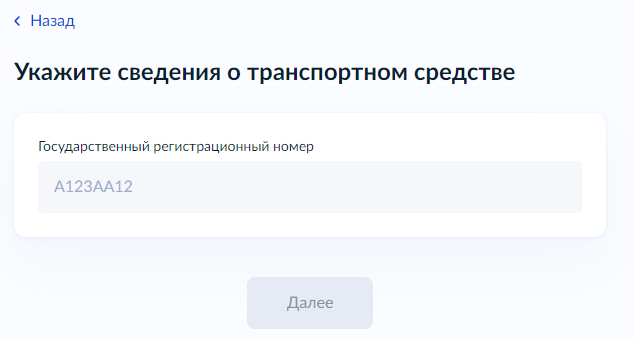 Назад
Укажите сведения о транспортном средстве
Государственный регистрационный номер
А123АА12
Далее